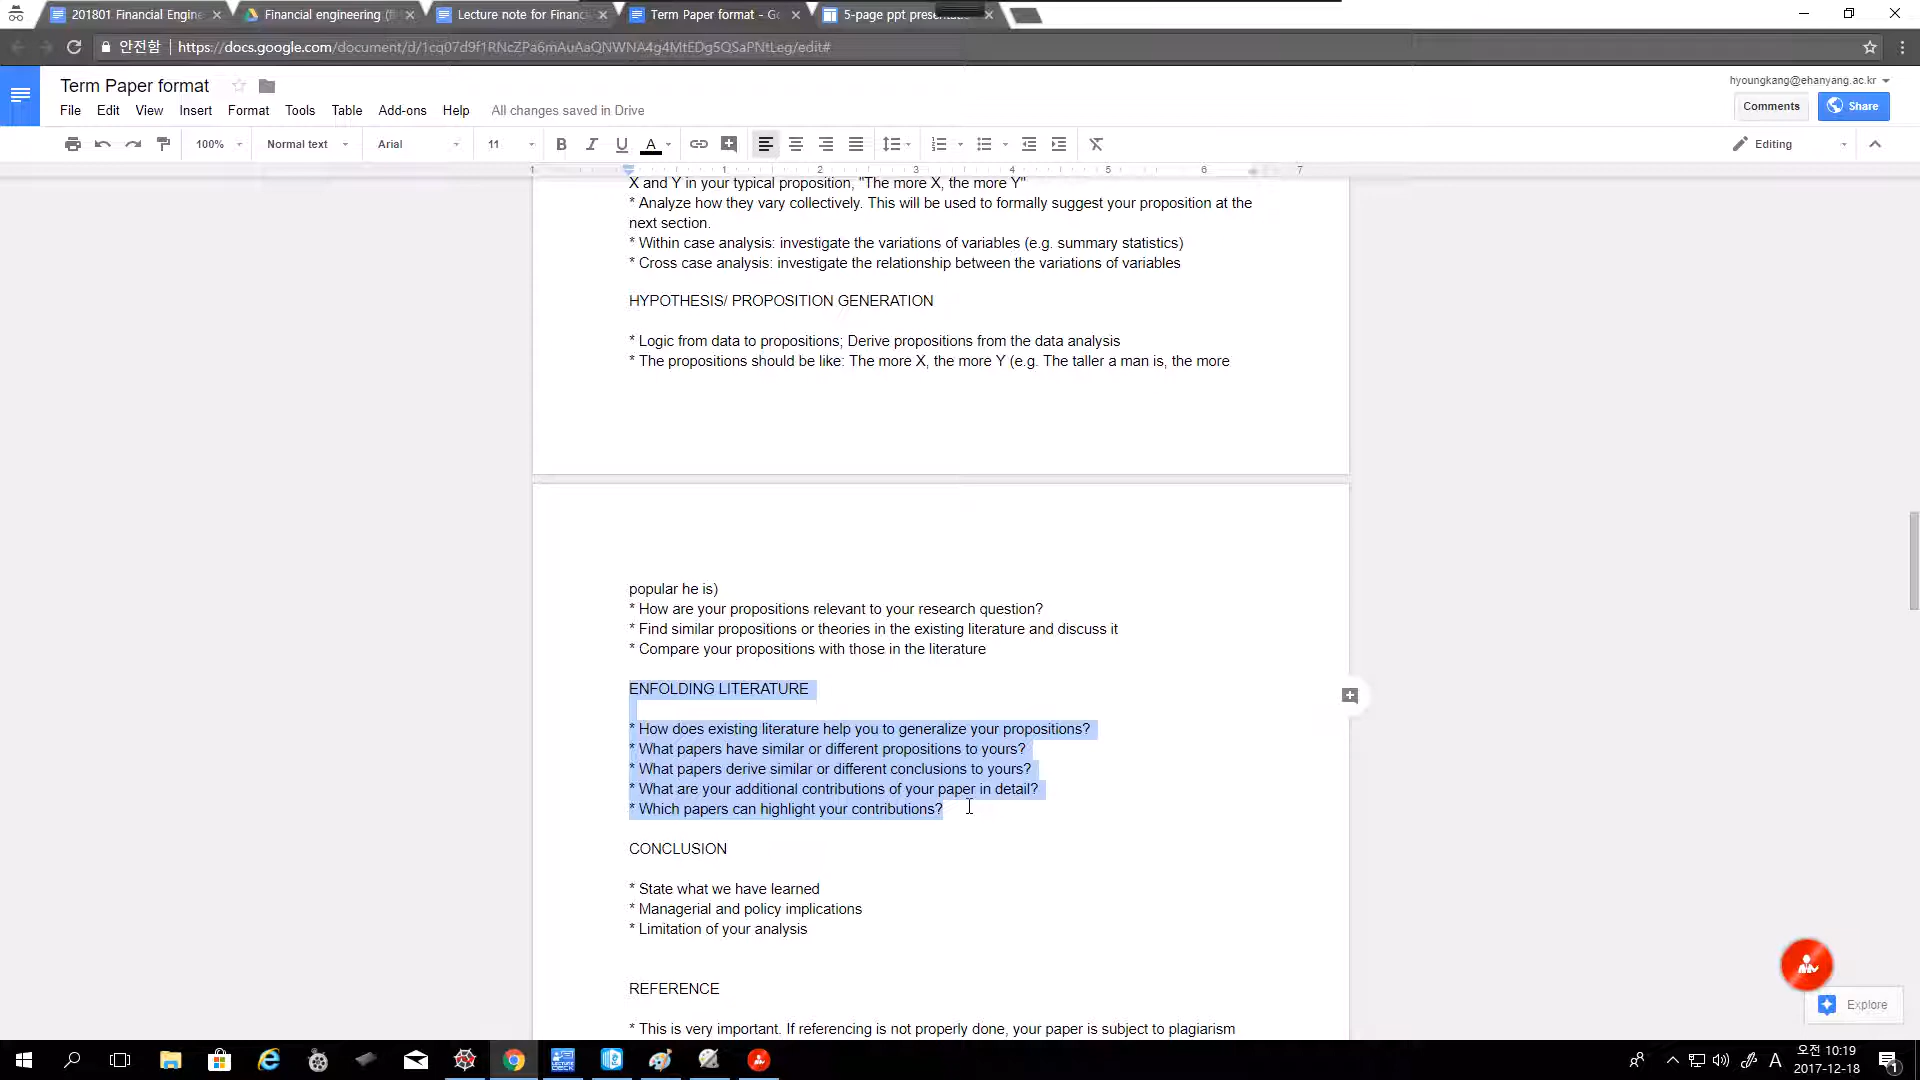 201801 Financial Engine
Financial engineering (
Lecture note for Financ
Term Paper format - Go
5-page ppt present
안전함
https://docs.google.com/document/d/1cq07d9f1RNcZPa6mAuAaQNWNA4g4MtEDg5QSaPNtLeg/edit#
Term Paper format
hyoungkang@ehanyang.ac.kr
File Edit View Insert Format Tools Table Add-ons Help All changes saved in Drive
Comments Share
100% Normal text Arial 11 B I U A Editing
1 1 2 3 4 5 6 7
X and Y in your typical proposition, "The more X, the more Y"
* Analyze how they vary collectively. This will be used to formally suggest your proposition at the
next section.
* Within case analysis: investigate the variations of variables (e.g. summary statistics)
* Cross case analysis: investigate the relationship between the variations of variables
HYPOTHESIS/ PROPOSITION GENERATION
* Logic from data to propositions; Derive propositions from the data analysis
* The propositions should be like: The more X, the more Y (e.g. The taller a man is, the more
popular he is)
* How are your propositions relevant to your research question?
* Find similar propositions or theories in the existing literature and discuss it
* Compare your propositions with those in the literature
ENFOLDING LITERATURE
* How does existing literature help you to generalize your propositions?
* What papers have similar or different propositions to yours?
* What papers derive similar or different conclusions to yours?
* What are your additional contributions of your paper in detail?
* Which papers can highlight your contributions?
CONCLUSION
* State what we have learned
* Managerial and policy implications
* Limitation of your analysis
REFERENCE
* This is very important. If referencing is not properly done, your paper is subject to plagiarism
Explore
A
오전 10:19
2017-12-18
1